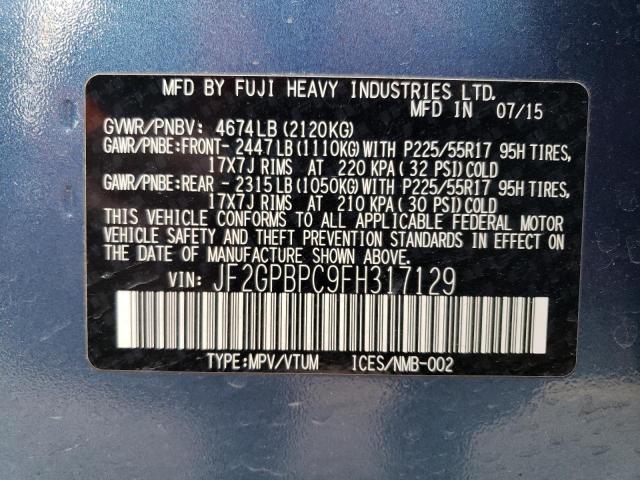 MFD BY FUJI HEAVY INDUSTRIES LTD.
MFD IN 07/15
GVWR/PNBV: 4674LB (2120KG)
GAWR/PNBE:FRONT- 2447LB (1110KG) WITH P225/55R17 95H TIRES,
17X7J RIMS AT 220 KPA ( 32 PSI) COLD
GAWR/PNBE:REAR - 2315LB (1050KG) WITH P225/55R17 95H TIRES,
17X7J RIMS AT 210 KPA ( 30 PSI) COLD
THIS VEHICLE CONFORMS TO ALL APPLICABLE FEDERAL MOTOR
VEHICLE SAFETY AND THEFT PREVENTION STANDARDS IN EFFECT ON
THE DATE OF MANUFACTURE SHOWN ABOVE.
VIN: JF2GPBPC9FH317129
TYPE:MPV/VTUM ICES/NMB-002